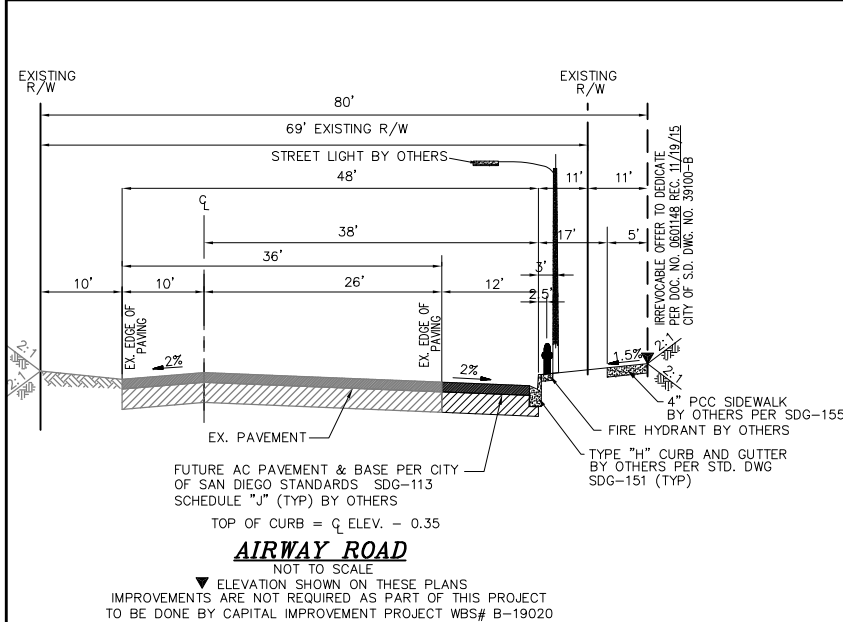 EXISTING
R/W
EXISTING
R/W
80'
69' EXISTING R/W
STREET LIGHT BY OTHERS
48'
11'
11'
℄
38'
17'
5'
36'
3'
10'
10'
26'
12'
2.5'
IRREVOCABLE OFFER TO DEDICATE
PER DOC. NO. 0601148 REC. 11/19/15
CITY OF S.D. DWG. NO. 39100-B
EX. EDGE OF
PAVING
EX. EDGE OF
PAVING
2:1
2:1
2%
2%
1.5%
2:1
2:1
4" PCC SIDEWALK
BY OTHERS PER SDG-155
FIRE HYDRANT BY OTHERS
EX. PAVEMENT
TYPE "H" CURB AND GUTTER
BY OTHERS PER STD. DWG
SDG-151 (TYP)
FUTURE AC PAVEMENT & BASE PER CITY
OF SAN DIEGO STANDARDS SDG-113
SCHEDULE "J" (TYP) BY OTHERS
TOP OF CURB = ℄ ELEV. - 0.35
AIRWAY ROAD
NOT TO SCALE
▼ ELEVATION SHOWN ON THESE PLANS
IMPROVEMENTS ARE NOT REQUIRED AS PART OF THIS PROJECT
TO BE DONE BY CAPITAL IMPROVEMENT PROJECT WBS# B-19020